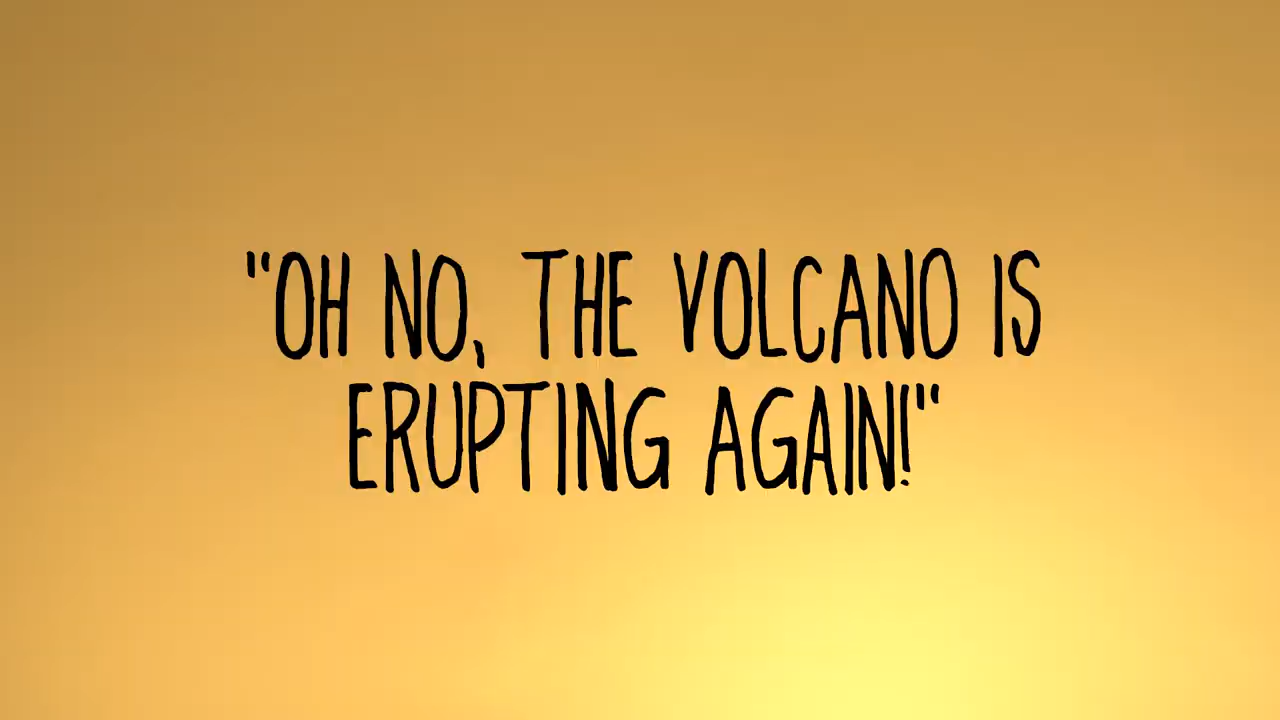 "OH NO, THE VOLCANO IS
ERUPTING AGAIN!"